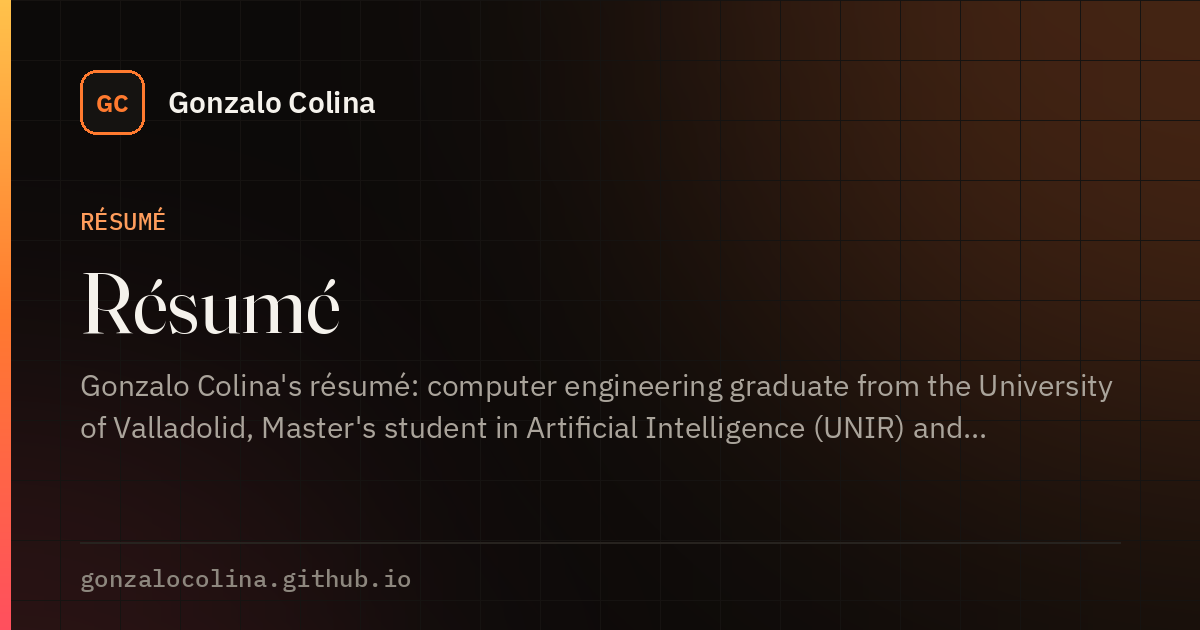 GC
Gonzalo Colina
RÉSUMÉ
Résumé
Gonzalo Colina's résumé: computer engineering graduate from the University
of Valladolid, Master's student in Artificial Intelligence (UNIR) and...
gonzalocolina.github.io